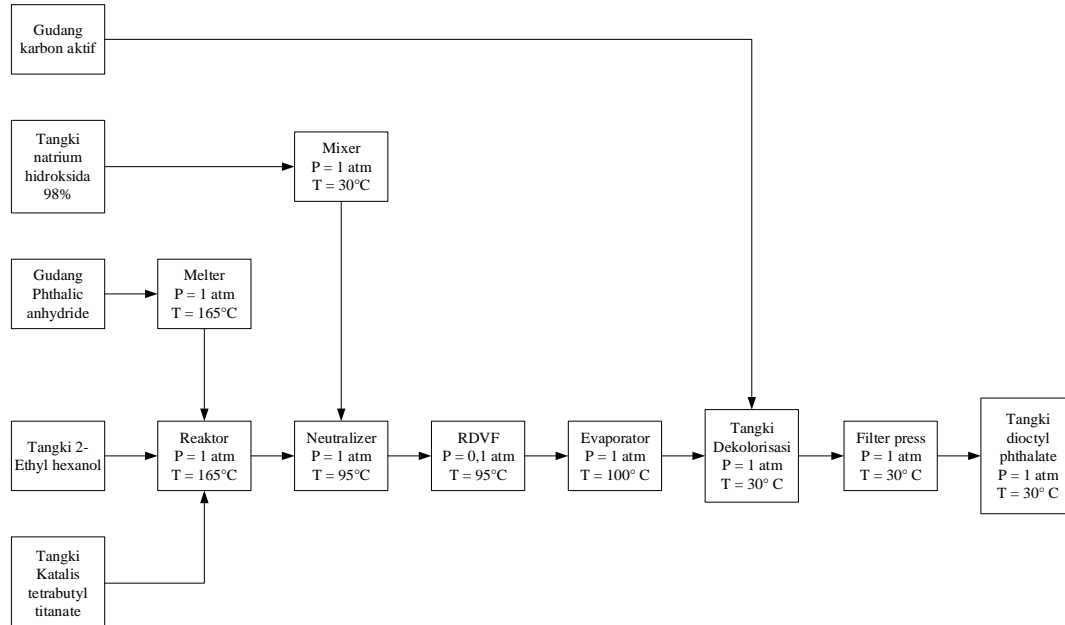 Gudang
karbon aktif
Tangki
natrium
hidroksida
98%
Mixer
P = 1 atm
T = 30°C
Gudang
Phthalic
anhydride
Melter
P = 1 atm
T = 165°C
Tangki 2-
Ethyl hexanol
Reaktor
P = 1 atm
T = 165°C
Neutralizer
P = 1 atm
T = 95°C
RDVF
P = 0,1 atm
T = 95°C
Evaporator
P = 1 atm
T = 100° C
Tangki
Dekolorisasi
P = 1 atm
T = 30° C
Filter press
P = 1 atm
T = 30° C
Tangki
dioctyl
phthalate
P = 1 atm
T = 30° C
Tangki
Katalis
tetrabutyl
titanate